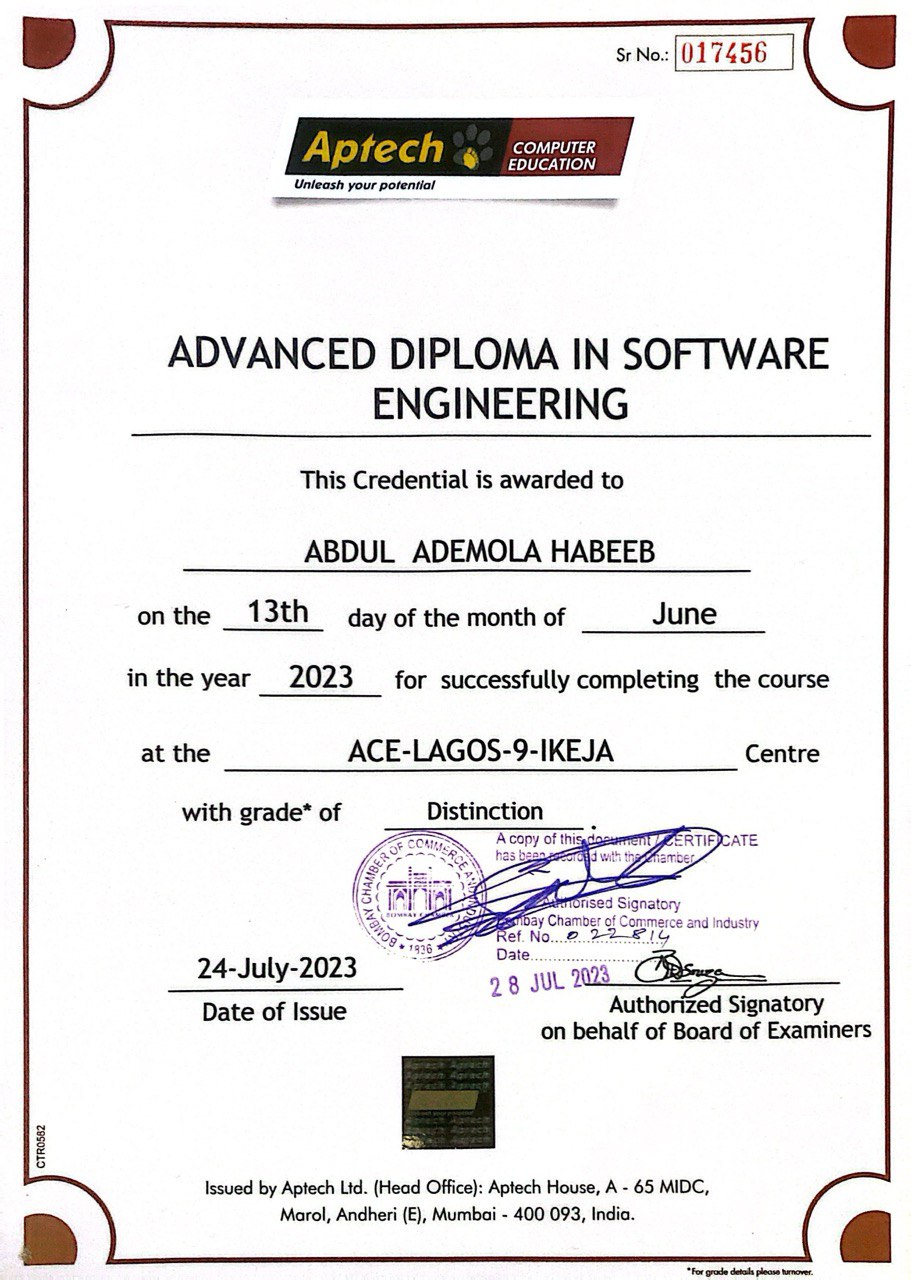 Sr No.: 017456
Aptech COMPUTER EDUCATION
Unleash your potential
ADVANCED DIPLOMA IN SOFTWARE
ENGINEERING
This Credential is awarded to
ABDUL ADEMOLA HABEEB
on the 13th day of the month of June
in the year 2023 for successfully completing the course
at the ACE-LAGOS-9-IKEJA Centre
with grade* of Distinction
BOMBAY CHAMBER OF COMMERCE AND INDUSTRY
BOMBAY CHAMBER
* 1836 *
A copy of this document / CERTIFICATE
has been recorded with the Chamber
Authorised Signatory
Bombay Chamber of Commerce and Industry
Ref. No... 022814
Date..............
28 JUL 2023
24-July-2023
Date of Issue
Authorized Signatory
on behalf of Board of Examiners
CTR0582
Issued by Aptech Ltd. (Head Office): Aptech House, A - 65 MIDC,
Marol, Andheri (E), Mumbai - 400 093, India.
*For grade details please turnover.